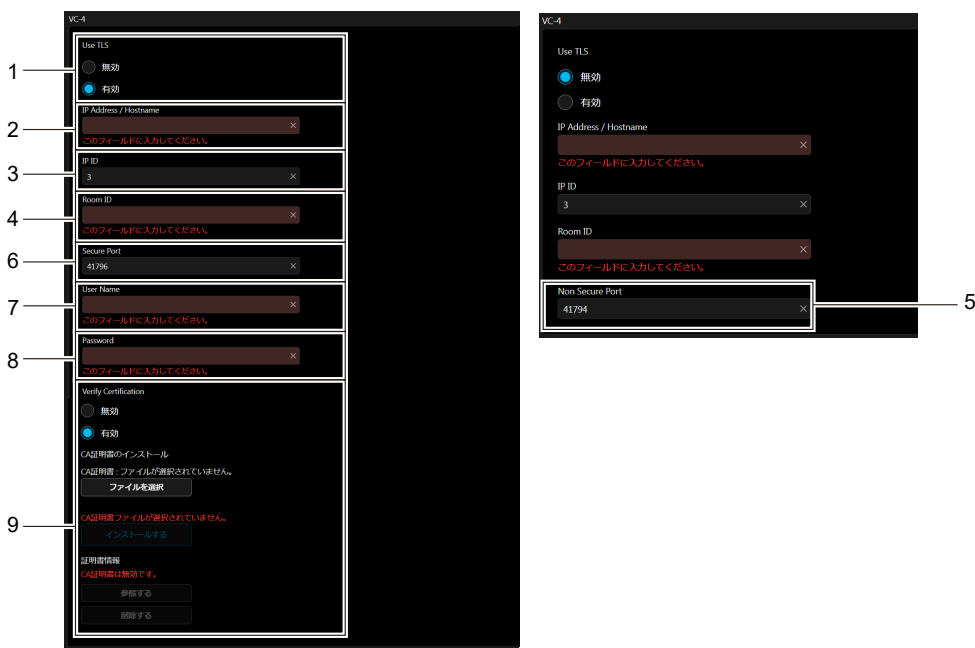 VC-4
Use TLS
無効
有効
1
IP Address / Hostname
2
このフィールドに入力してください。
IP ID
3
3
Room ID
4
このフィールドに入力してください。
Secure Port
6
41796
User Name
7
このフィールドに入力してください。
Password
8
このフィールドに入力してください。
Verify Certification
無効
有効
CA証明書のインストール
CA証明書 : ファイルが選択されていません。
ファイルを選択
9
CA証明書ファイルが選択されていません。
インストールする
証明書情報
CA証明書は無効です。
参照する
削除する
VC-4
Use TLS
無効
有効
IP Address / Hostname
このフィールドに入力してください。
IP ID
3
Room ID
このフィールドに入力してください。
Non Secure Port
5
41794